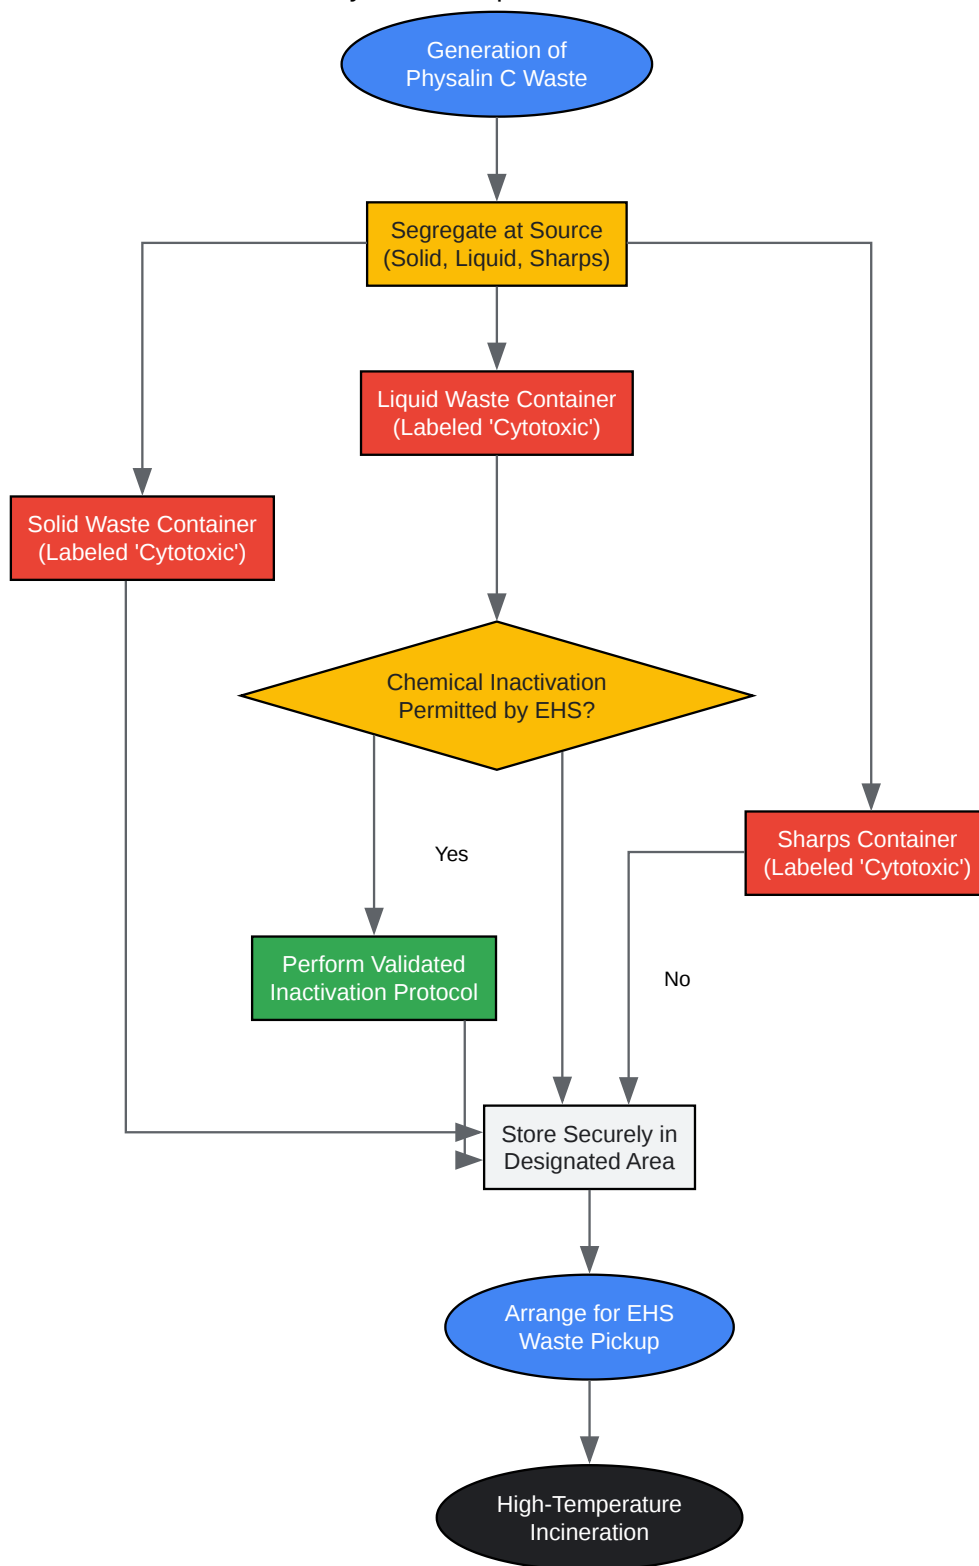 Generation of
Physalin C Waste
Segregate at Source
(Solid, Liquid, Sharps)
Liquid Waste Container
(Labeled 'Cytotoxic')
Solid Waste Container
(Labeled 'Cytotoxic')
Chemical Inactivation
Permitted by EHS?
Sharps Container
(Labeled 'Cytotoxic')
Yes
Perform Validated
Inactivation Protocol
No
Store Securely in
Designated Area
Arrange for EHS
Waste Pickup
High-Temperature
Incineration